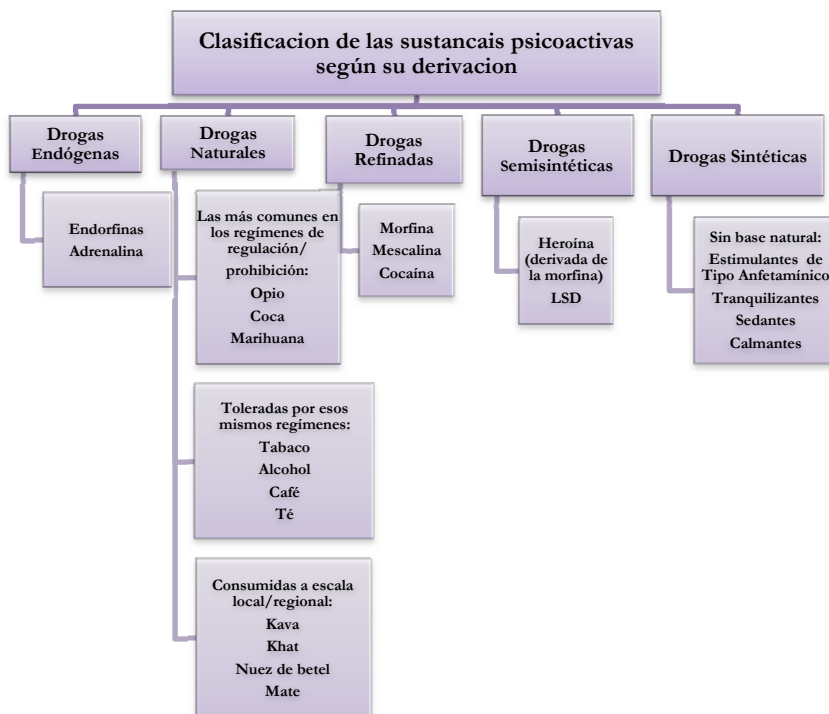 Clasificacion de las sustancais psicoactivas
según su derivacion
Drogas
Endógenas
Endorfinas
Adrenalina
Drogas
Naturales
Las más comunes en
los regímenes de
regulación/
prohibición:
Opio
Coca
Marihuana
Toleradas por esos
mismos regímenes:
Tabaco
Alcohol
Café
Té
Consumidas a escala
local/regional:
Kava
Khat
Nuez de betel
Mate
Drogas
Refinadas
Morfina
Mescalina
Cocaína
Drogas
Semisintéticas
Heroína
(derivada de
la morfina)
LSD
Drogas Sintéticas
Sin base natural:
Estimulantes de
Tipo Anfetamínico
Tranquilizantes
Sedantes
Calmantes